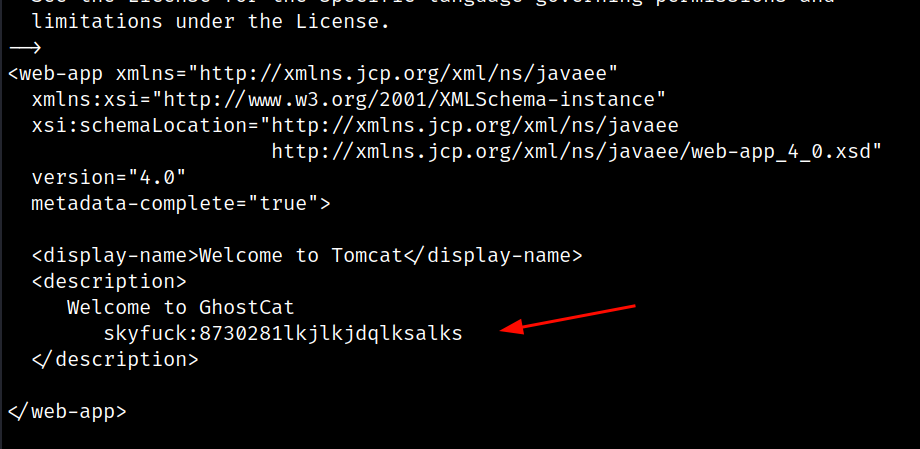 See the License for the specific language governing permissions and
limitations under the License.
-->
<web-app xmlns="http://xmlns.jcp.org/xml/ns/javaee"
xmlns:xsi="http://www.w3.org/2001/XMLSchema-instance"
xsi:schemaLocation="http://xmlns.jcp.org/xml/ns/javaee
http://xmlns.jcp.org/xml/ns/javaee/web-app_4_0.xsd"
version="4.0"
metadata-complete="true">
<display-name>Welcome to Tomcat</display-name>
<description>
Welcome to GhostCat
skyfuck:8730281lkjlkjdqlksalks
</description>
</web-app>